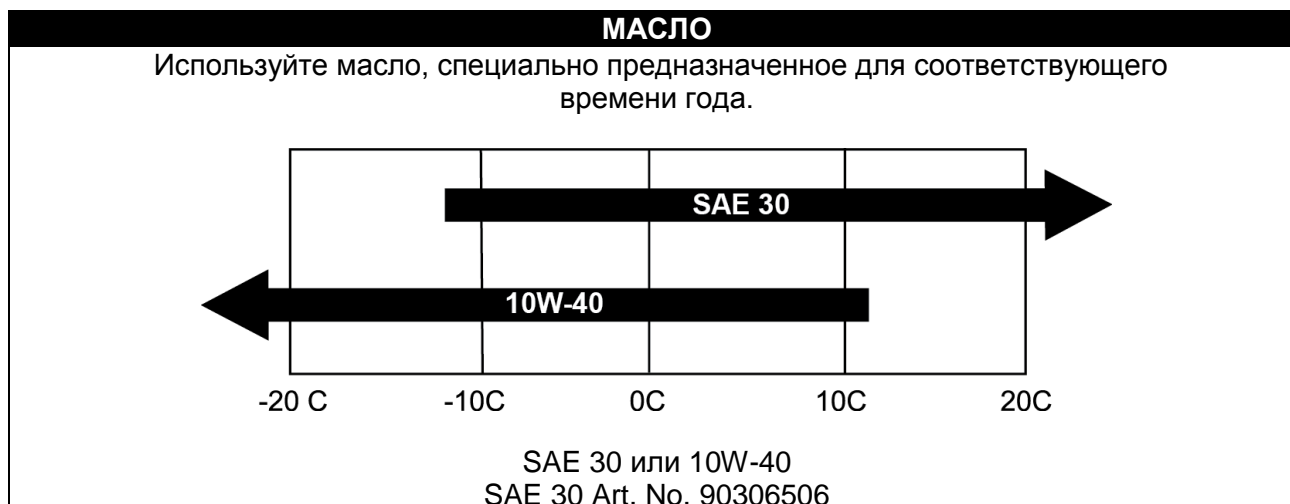 МАСЛО
Используйте масло, специально предназначенное для соответствующего
времени года.
SAE 30
10W-40
-20 C -10C 0C 10C 20C
SAE 30 или 10W-40
SAE 30 Art. No. 90306506